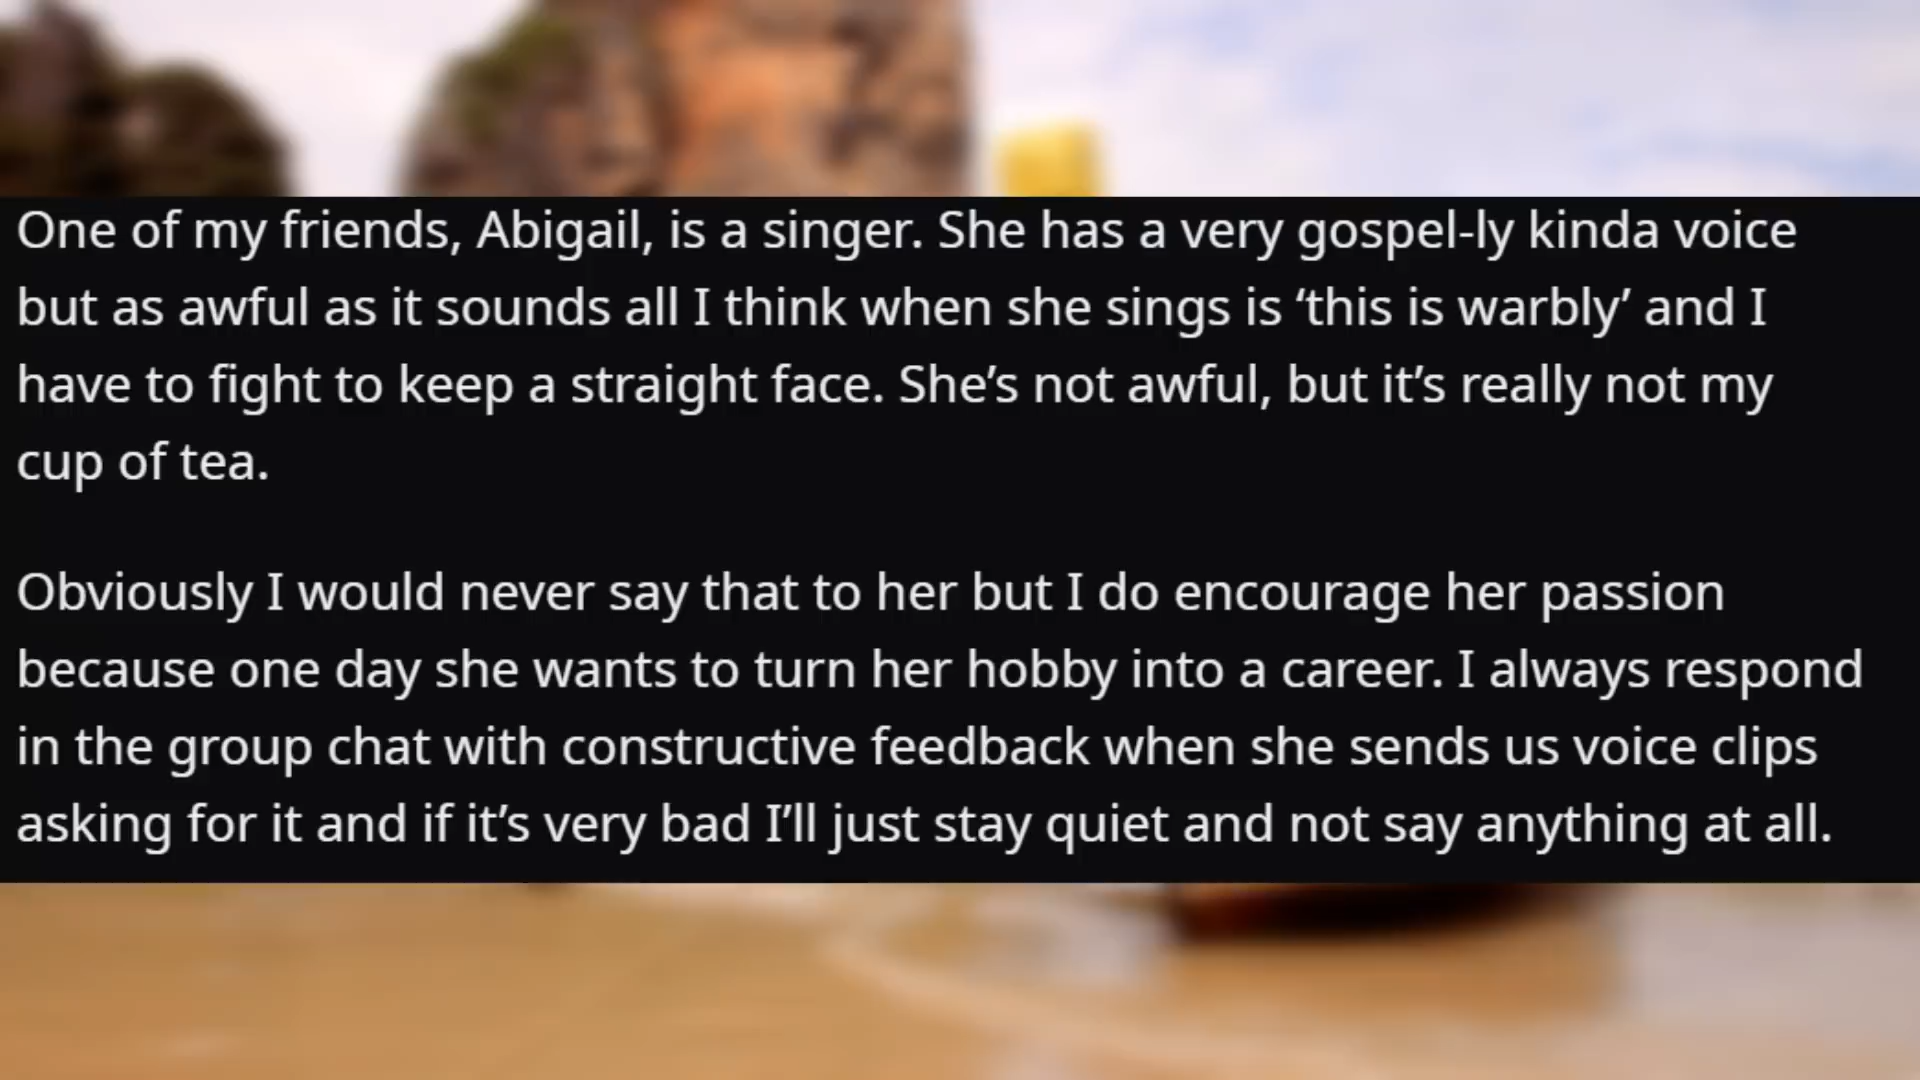 One of my friends, Abigail, is a singer. She has a very gospel-ly kinda voice
but as awful as it sounds all I think when she sings is ‘this is warbly’ and I
have to fight to keep a straight face. She’s not awful, but it’s really not my
cup of tea.
Obviously I would never say that to her but I do encourage her passion
because one day she wants to turn her hobby into a career. I always respond
in the group chat with constructive feedback when she sends us voice clips
asking for it and if it’s very bad I’ll just stay quiet and not say anything at all.